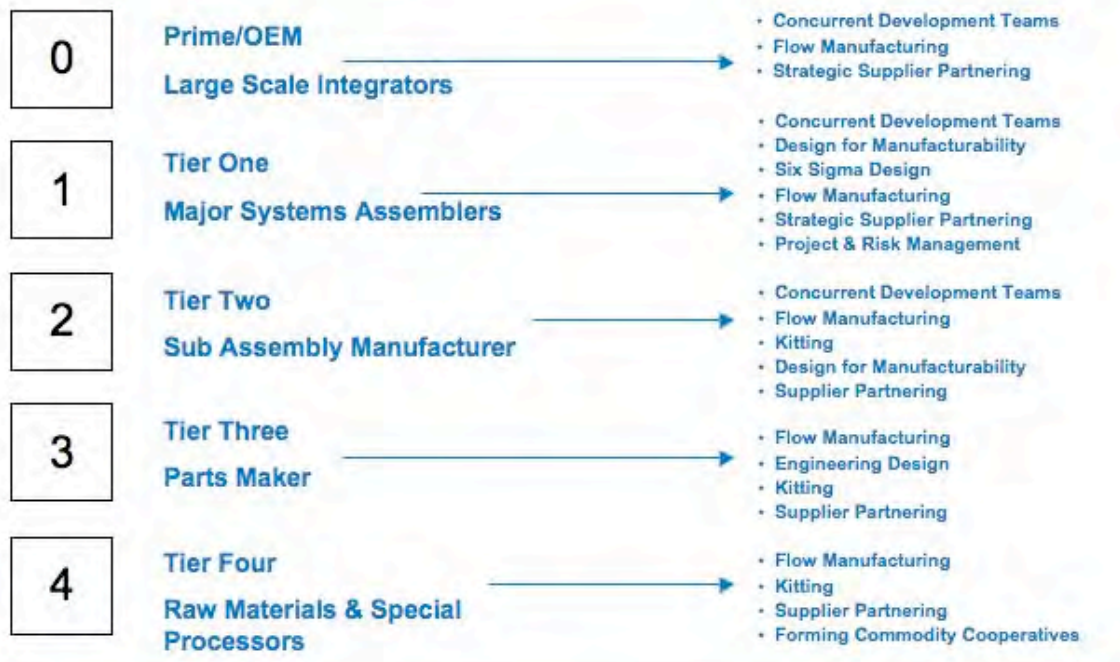 0
Prime/OEM
Large Scale Integrators
• Concurrent Development Teams
• Flow Manufacturing
• Strategic Supplier Partnering
1
Tier One
Major Systems Assemblers
• Concurrent Development Teams
• Design for Manufacturability
• Six Sigma Design
• Flow Manufacturing
• Strategic Supplier Partnering
• Project & Risk Management
2
Tier Two
Sub Assembly Manufacturer
• Concurrent Development Teams
• Flow Manufacturing
• Kitting
• Design for Manufacturability
• Supplier Partnering
3
Tier Three
Parts Maker
• Flow Manufacturing
• Engineering Design
• Kitting
• Supplier Partnering
4
Tier Four
Raw Materials & Special
Processors
• Flow Manufacturing
• Kitting
• Supplier Partnering
• Forming Commodity Cooperatives